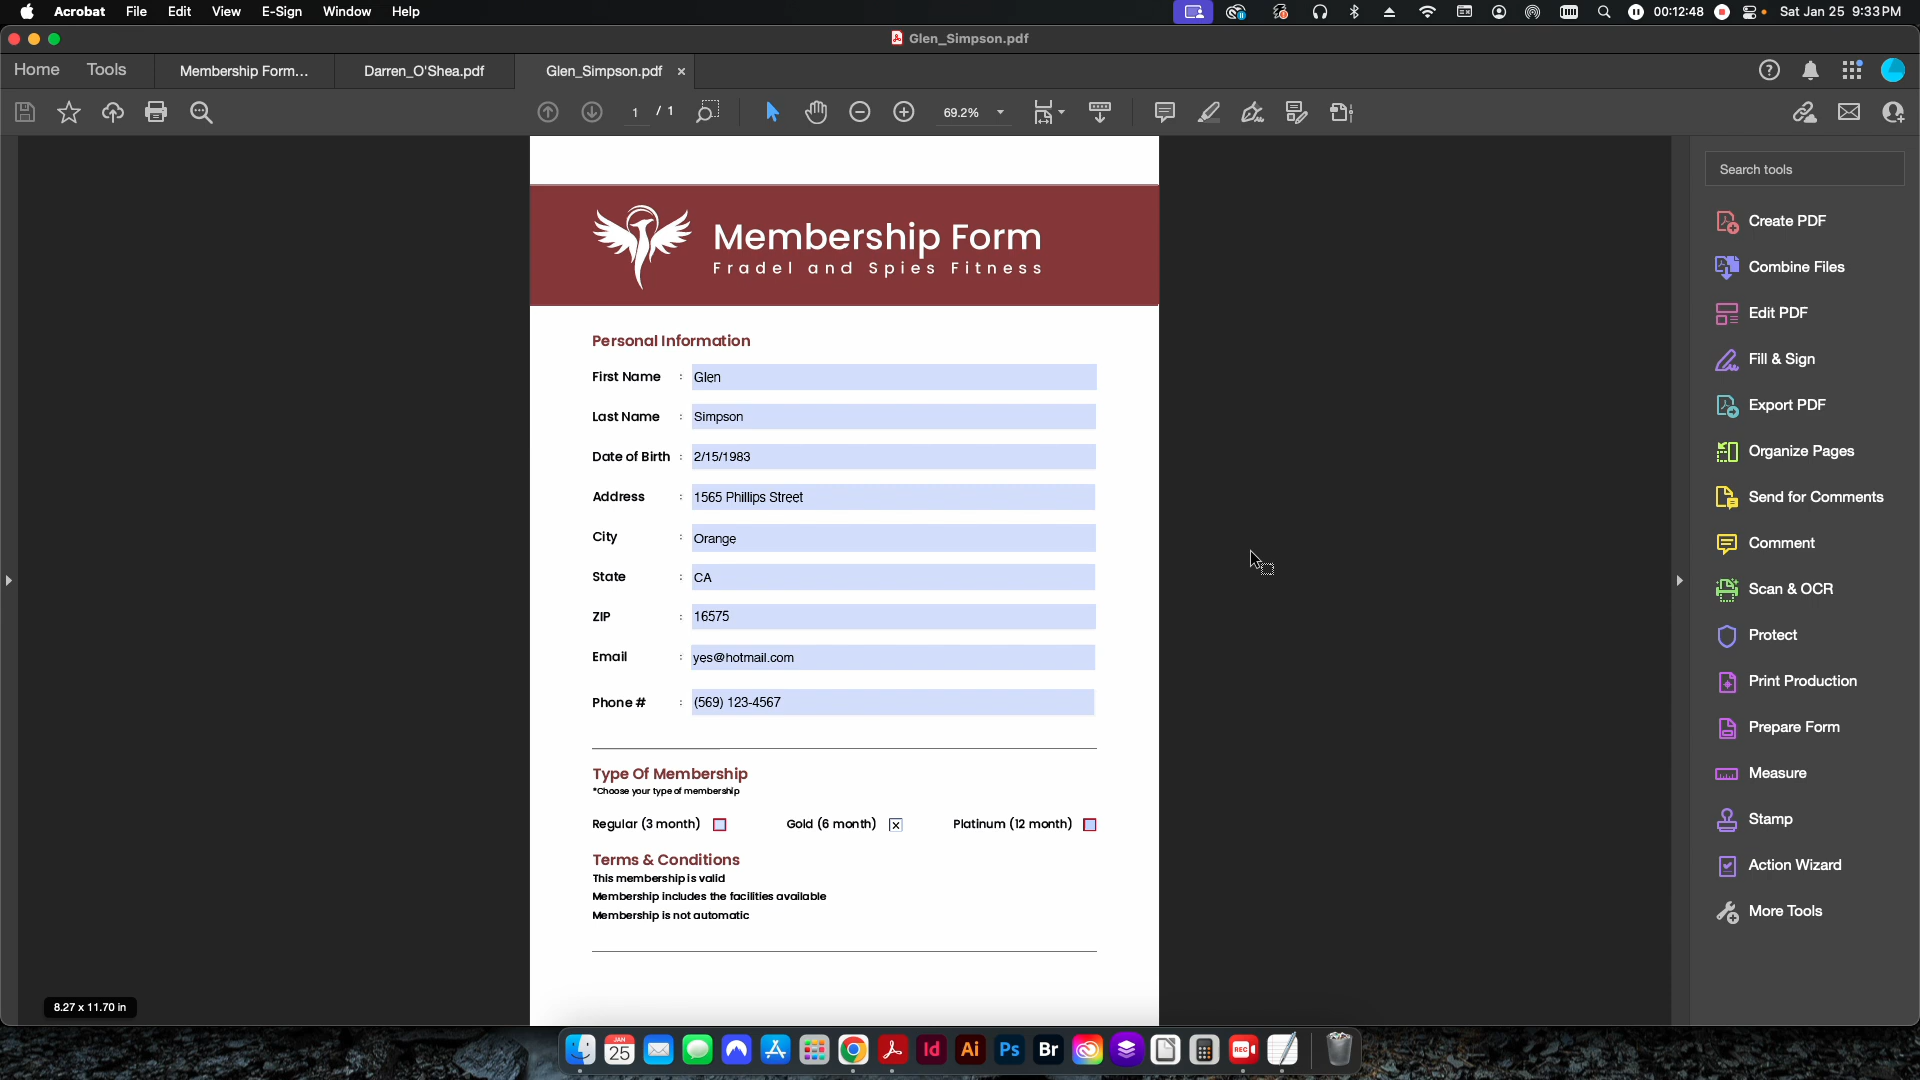 Acrobat File Edit View E-Sign Window Help 00:12:48 Sat Jan 25 9:33 PM
Glen_Simpson.pdf
Home Tools Membership Form... Darren_O'Shea.pdf Glen_Simpson.pdf
1 / 1 69.2%
Search tools
Create PDF
Combine Files
Edit PDF
Fill & Sign
Export PDF
Organize Pages
Send for Comments
Comment
Scan & OCR
Protect
Print Production
Prepare Form
Measure
Stamp
Action Wizard
More Tools
Membership Form
Fradel and Spies Fitness
Personal Information
First Name : Glen
Last Name : Simpson
Date of Birth : 2/15/1983
Address : 1565 Phillips Street
City : Orange
State : CA
ZIP : 16575
Email : yes@hotmail.com
Phone # : (569) 123-4567
Type Of Membership
*Choose your type of membership
Regular (3 month) Gold (6 month) Platinum (12 month)
Terms & Conditions
This membership is valid
Membership includes the facilities available
Membership is not automatic
8.27 x 11.70 in
JAN
25 Id Ai Ps Br REC